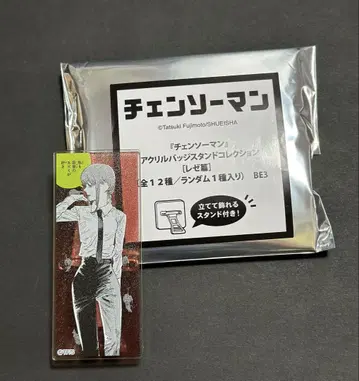 チェンソーマン
©Tatsuki Fujimoto/SHUEISHA
『チェンソーマン』
アクリルバッジスタンドコレクション
[レゼ篇]
(全12種/ランダム1種入り) BE3
立てて飾れる
スタンド付き!